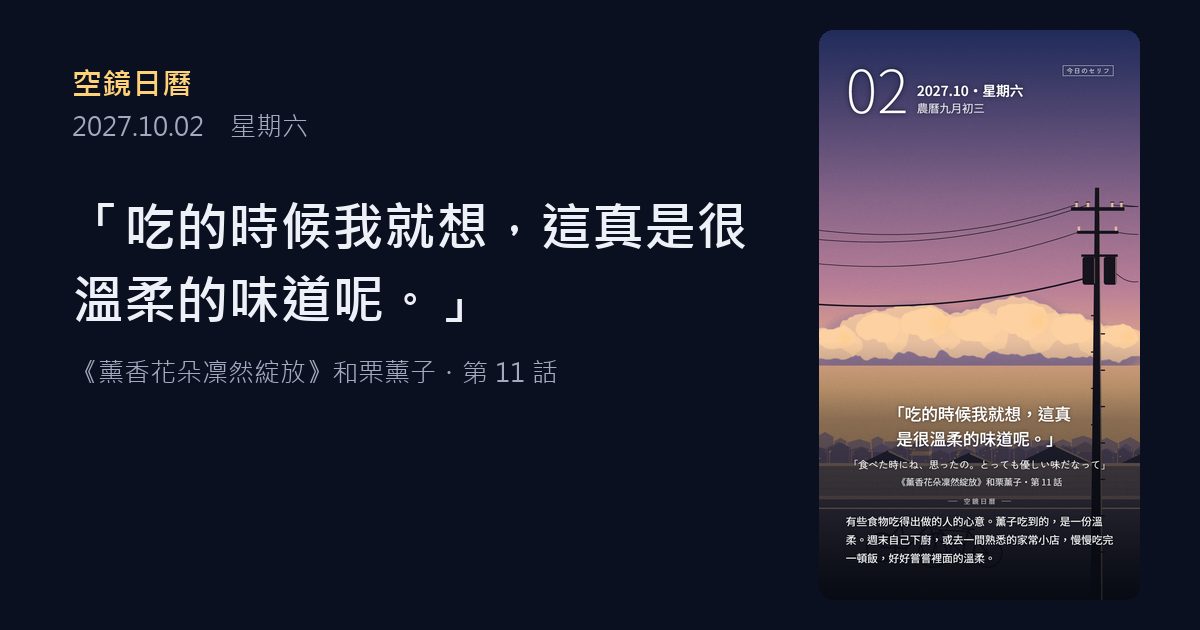 空鏡日曆
2027.10.02 星期六
「吃的時候我就想，這真是很
溫柔的味道呢。」
《薰香花朵凜然綻放》和栗薰子・第 11 話
02
2027.10・星期六
農曆九月初三
今日のセリフ
「吃的時候我就想，這真
是很溫柔的味道呢。」
「食べた時にね、思ったの。とっても優しい味だなって」
《薰香花朵凜然綻放》和栗薰子・第 11 話
— 空鏡日曆 —
有些食物吃得出做的人的心意。薰子吃到的，是一份溫
柔。週末自己下廚，或去一間熟悉的家常小店，慢慢吃完
一頓飯，好好嘗嘗裡面的溫柔。